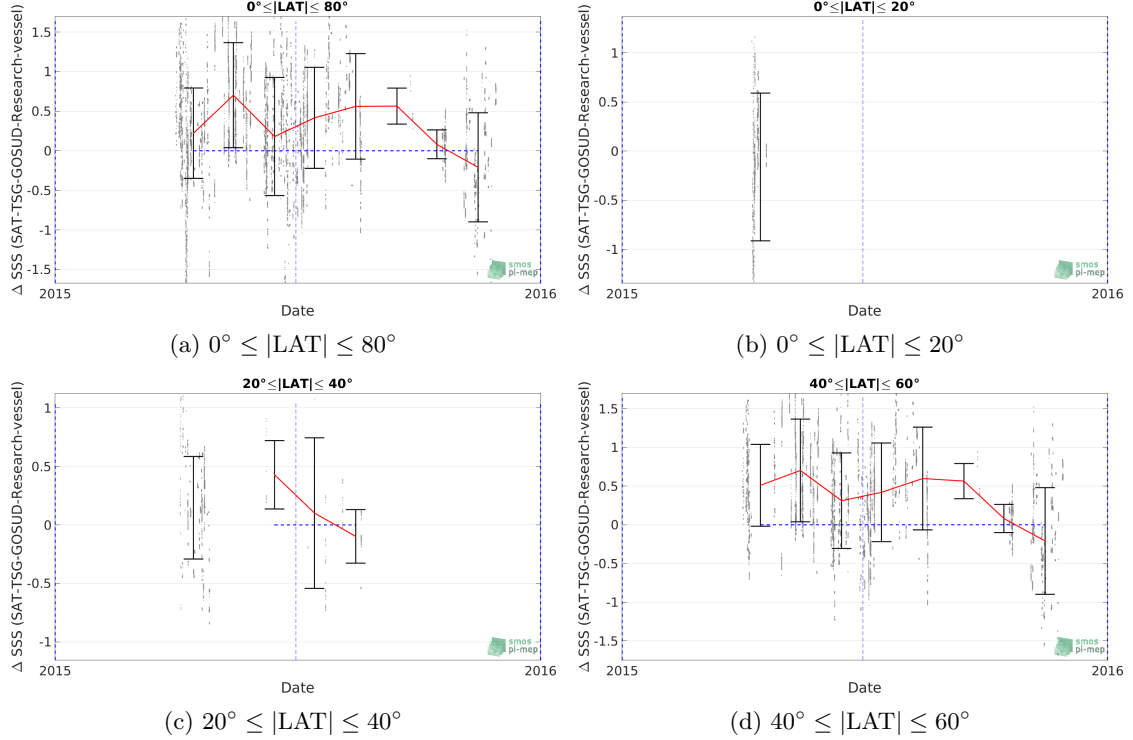 0°≤|LAT|≤ 80°
Δ SSS (SAT-TSG-GOSUD-Research-vessel)
1.5
1
0.5
0
-0.5
-1
-1.5
smos
pi-mep
2015
2016
Date
(a) 0° ≤ |LAT| ≤ 80°
0°≤|LAT|≤ 20°
Δ SSS (SAT-TSG-GOSUD-Research-vessel)
1
0.5
0
-0.5
-1
smos
pi-mep
2015
2016
Date
(b) 0° ≤ |LAT| ≤ 20°
20°≤|LAT|≤ 40°
Δ SSS (SAT-TSG-GOSUD-Research-vessel)
1
0.5
0
-0.5
-1
smos
pi-mep
2015
2016
Date
(c) 20° ≤ |LAT| ≤ 40°
40°≤|LAT|≤ 60°
Δ SSS (SAT-TSG-GOSUD-Research-vessel)
1.5
1
0.5
0
-0.5
-1
-1.5
smos
pi-mep
2015
2016
Date
(d) 40° ≤ |LAT| ≤ 60°